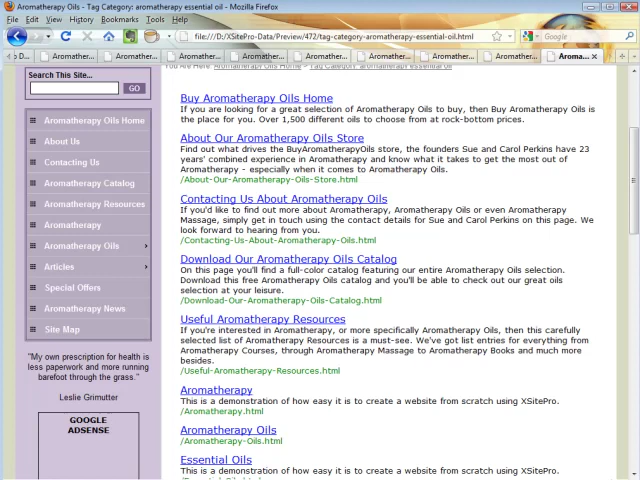 Aromatherapy Oils - Tag Category: aromatherapy essential oil - Mozilla Firefox
File Edit View History Bookmarks Tools Help
file:///D:/XSitePro-Data/Preview/472/tag-category-aromatherapy-essential-oil.html
Google
D... Aromather... Aromather... Aromather... Aromather... Aromather... Aromather... Aromather... Aroma...
Search This Site...
GO
You Are Here: Aromatherapy Oils Home > Tag Category: aromatherapy essential oil
Aromatherapy Oils Home
About Us
Contacting Us
Aromatherapy Catalog
Aromatherapy Resources
Aromatherapy
Aromatherapy Oils
Articles
Special Offers
Aromatherapy News
Site Map
"My own prescription for health is
less paperwork and more running
barefoot through the grass."
Leslie Grimutter
GOOGLE
ADSENSE
Buy Aromatherapy Oils Home
If you are looking for a great selection of Aromatherapy Oils to buy, then Buy Aromatherapy Oils is
the place for you. Over 1,500 different oils to choose from at rock-bottom prices.
About Our Aromatherapy Oils Store
Find out what drives the BuyAromatherapyOils store, the founders Sue and Carol Perkins have 23
years' combined experience in Aromatherapy and know what it takes to get the most out of
Aromatherapy - especially when it comes to Aromatherapy Oils.
/About-Our-Aromatherapy-Oils-Store.html
Contacting Us About Aromatherapy Oils
If you'd like to find out more about Aromatherapy, Aromatherapy Oils or even Aromatherapy
Massage, simply get in touch using the contact details for Sue and Carol Perkins on this page. We
look forward to hearing from you.
/Contacting-Us-About-Aromatherapy-Oils.html
Download Our Aromatherapy Oils Catalog
On this page you'll find a full-color catalog featuring our entire Aromatherapy Oils selection.
Download this free Aromatherapy Oils catalog and you'll be able to check out our great oils
selection at your leisure.
/Download-Our-Aromatherapy-Oils-Catalog.html
Useful Aromatherapy Resources
If you're interested in Aromatherapy, or more specifically Aromatherapy Oils, then this carefully
selected list of Aromatherapy Resources is a must-see. We've got list entries for everything from
Aromatherapy Courses, through Aromatherapy Massage to Aromatherapy Books and much more
besides.
/Useful-Aromatherapy-Resources.html
Aromatherapy
This is a demonstration of how easy it is to create a website from scratch using XSitePro.
/Aromatherapy.html
Aromatherapy Oils
/Aromatherapy-Oils.html
Essential Oils
This is a demonstration of how easy it is to create a website from scratch using XSitePro.
/Essential-Oils.html